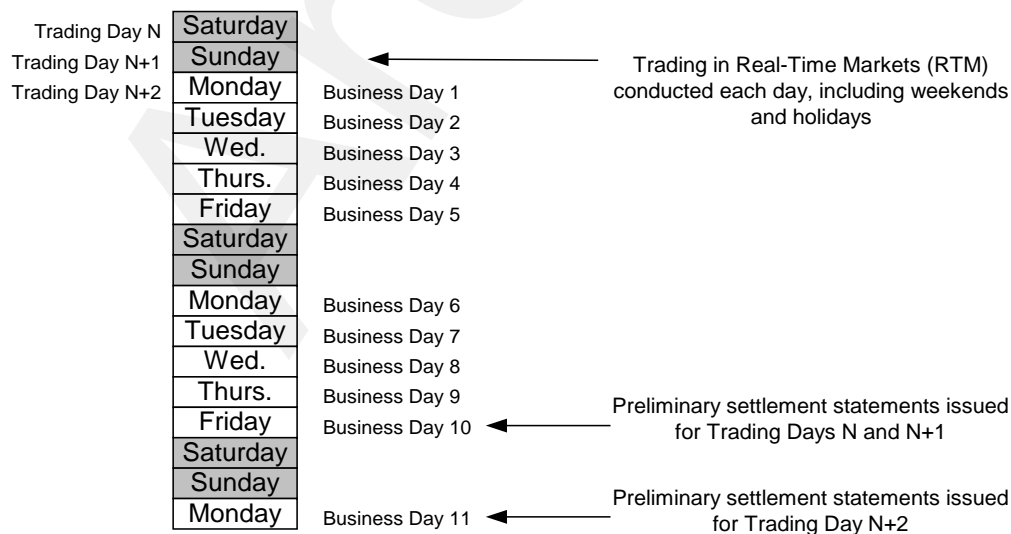 Trading Day N Saturday
Trading Day N+1 Sunday
Trading Day N+2 Monday Business Day 1
Tuesday Business Day 2
Wed. Business Day 3
Thurs. Business Day 4
Friday Business Day 5
Saturday
Sunday
Monday Business Day 6
Tuesday Business Day 7
Wed. Business Day 8
Thurs. Business Day 9
Friday Business Day 10
Saturday
Sunday
Monday Business Day 11
Trading in Real-Time Markets (RTM)
conducted each day, including weekends
and holidays
Preliminary settlement statements issued
for Trading Days N and N+1
Preliminary settlement statements issued
for Trading Day N+2